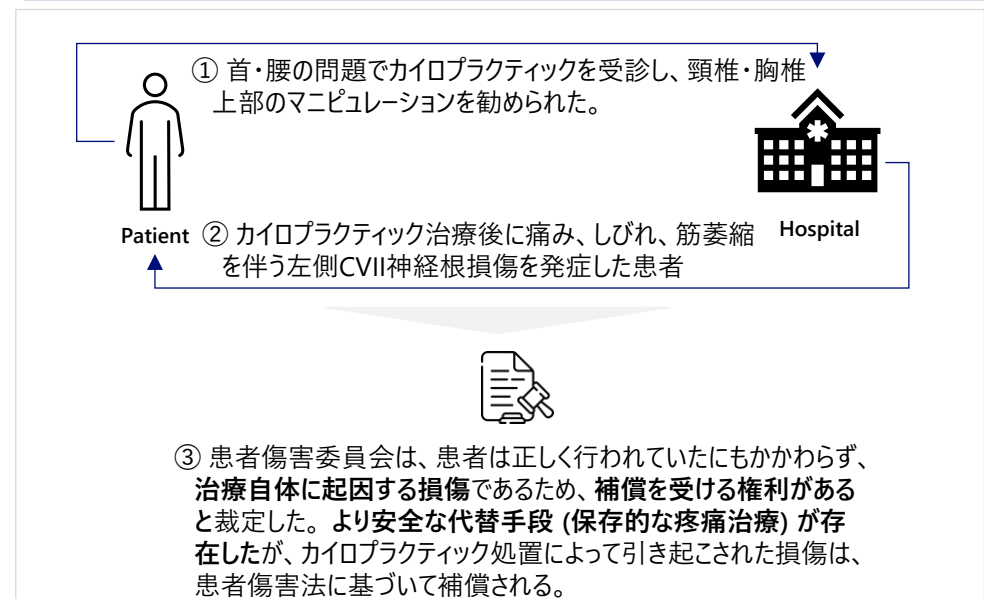 ① 首・腰の問題でカイロプラクティックを受診し、頸椎・胸椎
上部のマニピュレーションを勧められた。
Patient
Hospital
② カイロプラクティック治療後に痛み、しびれ、筋萎縮
を伴う左側CVII神経根損傷を発症した患者
③ 患者傷害委員会は、患者は正しく行われていたにもかかわらず、
治療自体に起因する損傷であるため、補償を受ける権利がある
と裁定した。より安全な代替手段 (保存的な疼痛治療) が存
在したが、カイロプラクティック処置によって引き起こされた損傷は、
患者傷害法に基づいて補償される。